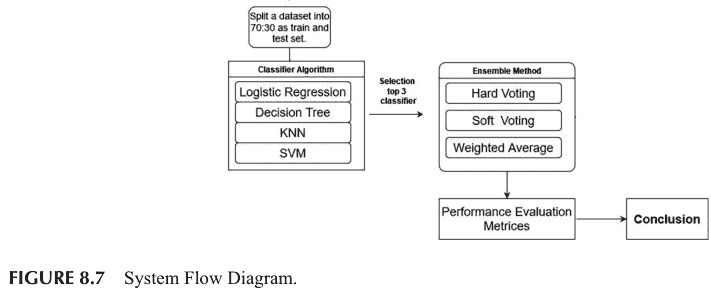 Split a dataset into
70:30 as train and
test set.
Classifier Algorithm
Logistic Regression
Decision Tree
KNN
SVM
Selection
top 3
classifier
Ensemble Method
Hard Voting
Soft Voting
Weighted Average
Performance Evaluation
Metrices
Conclusion
FIGURE 8.7 System Flow Diagram.